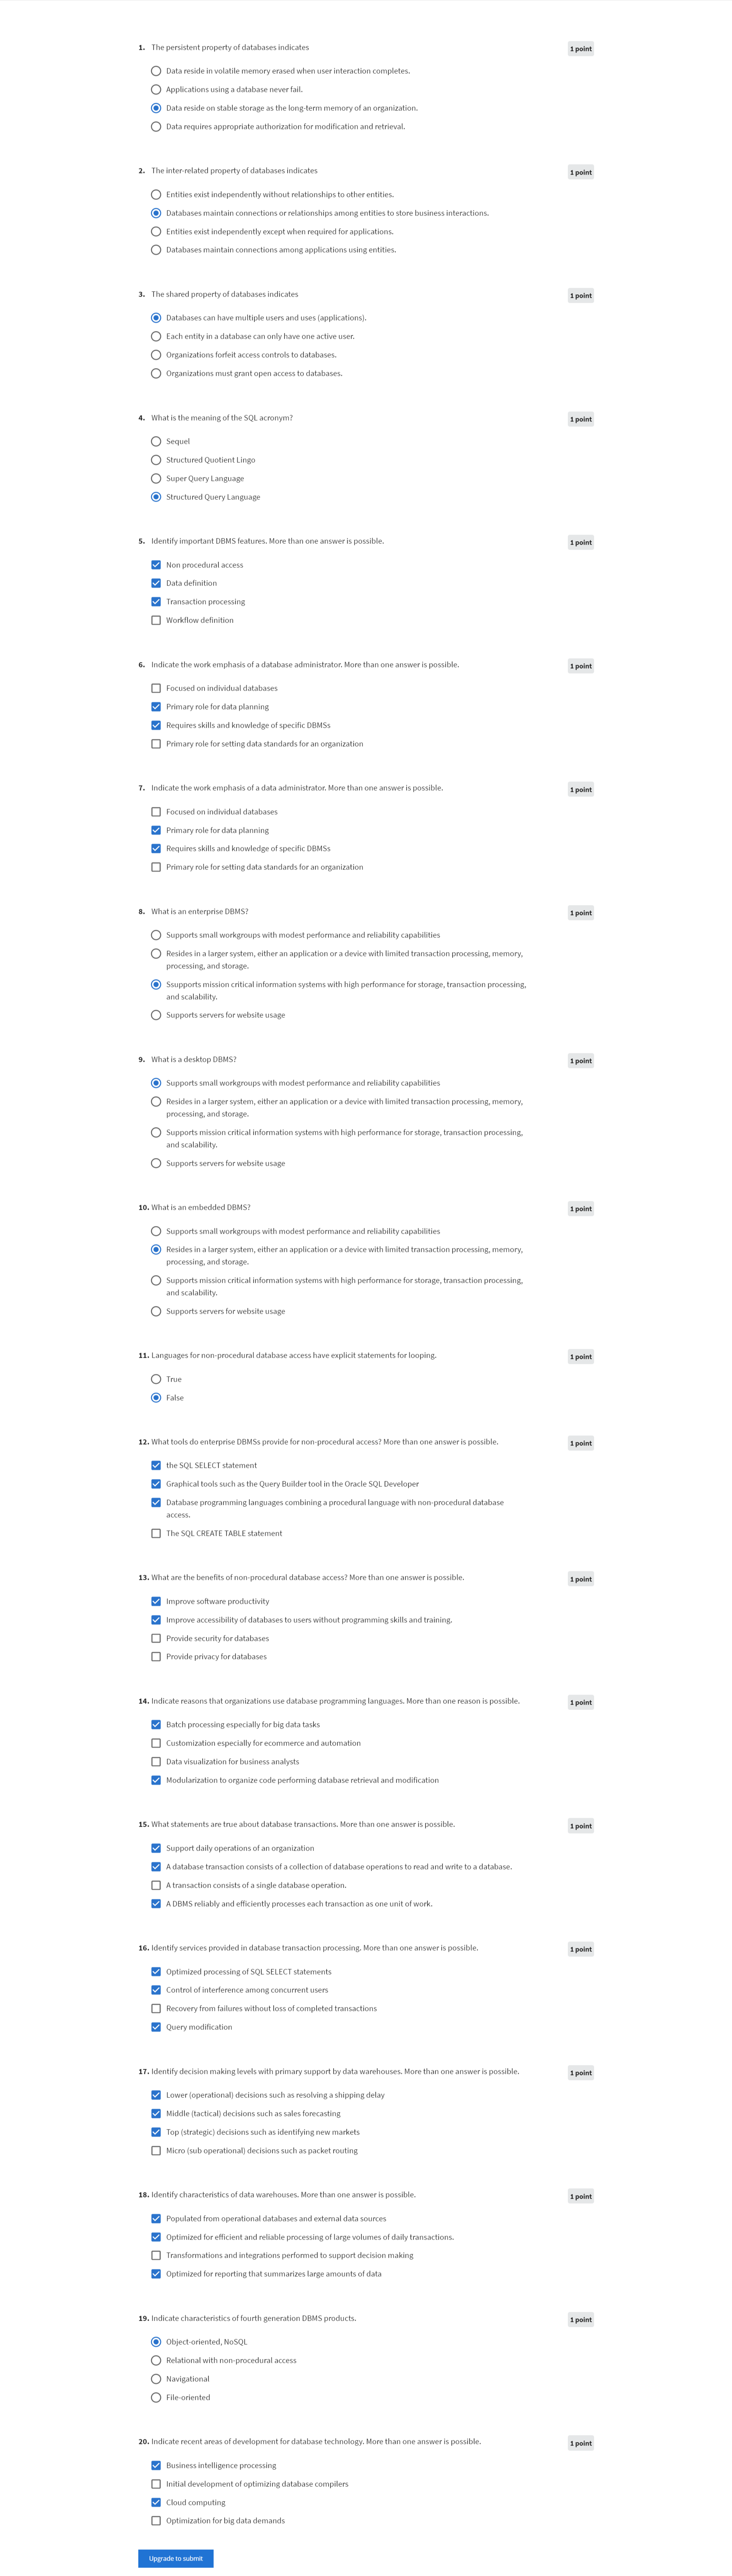 1. The persistent property of databases indicates
1 point
Data reside in volatile memory erased when user interaction completes.
Applications using a database never fail.
Data reside on stable storage as the long-term memory of an organization.
Data requires appropriate authorization for modification and retrieval.
2. The inter-related property of databases indicates
1 point
Entities exist independently without relationships to other entities.
Databases maintain connections or relationships among entities to store business interactions.
Entities exist independently except when required for applications.
Databases maintain connections among applications using entities.
3. The shared property of databases indicates
1 point
Databases can have multiple users and uses (applications).
Each entity in a database can only have one active user.
Organizations forfeit access controls to databases.
Organizations must grant open access to databases.
4. What is the meaning of the SQL acronym?
1 point
Sequel
Structured Quotient Lingo
Super Query Language
Structured Query Language
5. Identify important DBMS features. More than one answer is possible.
1 point
Non procedural access
Data definition
Transaction processing
Workflow definition
6. Indicate the work emphasis of a database administrator. More than one answer is possible.
1 point
Focused on individual databases
Primary role for data planning
Requires skills and knowledge of specific DBMSs
Primary role for setting data standards for an organization
7. Indicate the work emphasis of a data administrator. More than one answer is possible.
1 point
Focused on individual databases
Primary role for data planning
Requires skills and knowledge of specific DBMSs
Primary role for setting data standards for an organization
8. What is an enterprise DBMS?
1 point
Supports small workgroups with modest performance and reliability capabilities
Resides in a larger system, either an application or a device with limited transaction processing, memory,
processing, and storage.
Ssupports mission critical information systems with high performance for storage, transaction processing,
and scalability.
Supports servers for website usage
9. What is a desktop DBMS?
1 point
Supports small workgroups with modest performance and reliability capabilities
Resides in a larger system, either an application or a device with limited transaction processing, memory,
processing, and storage.
Supports mission critical information systems with high performance for storage, transaction processing,
and scalability.
Supports servers for website usage
10. What is an embedded DBMS?
1 point
Supports small workgroups with modest performance and reliability capabilities
Resides in a larger system, either an application or a device with limited transaction processing, memory,
processing, and storage.
Supports mission critical information systems with high performance for storage, transaction processing,
and scalability.
Supports servers for website usage
11. Languages for non-procedural database access have explicit statements for looping.
1 point
True
False
12. What tools do enterprise DBMSs provide for non-procedural access? More than one answer is possible.
1 point
the SQL SELECT statement
Graphical tools such as the Query Builder tool in the Oracle SQL Developer
Database programming languages combining a procedural language with non-procedural database
access.
The SQL CREATE TABLE statement
13. What are the benefits of non-procedural database access? More than one answer is possible.
1 point
Improve software productivity
Improve accessibility of databases to users without programming skills and training.
Provide security for databases
Provide privacy for databases
14. Indicate reasons that organizations use database programming languages. More than one reason is possible.
1 point
Batch processing especially for big data tasks
Customization especially for ecommerce and automation
Data visualization for business analysts
Modularization to organize code performing database retrieval and modification
15. What statements are true about database transactions. More than one answer is possible.
1 point
Support daily operations of an organization
A database transaction consists of a collection of database operations to read and write to a database.
A transaction consists of a single database operation.
A DBMS reliably and efficiently processes each transaction as one unit of work.
16. Identify services provided in database transaction processing. More than one answer is possible.
1 point
Optimized processing of SQL SELECT statements
Control of interference among concurrent users
Recovery from failures without loss of completed transactions
Query modification
17. Identify decision making levels with primary support by data warehouses. More than one answer is possible.
1 point
Lower (operational) decisions such as resolving a shipping delay
Middle (tactical) decisions such as sales forecasting
Top (strategic) decisions such as identifying new markets
Micro (sub operational) decisions such as packet routing
18. Identify characteristics of data warehouses. More than one answer is possible.
1 point
Populated from operational databases and external data sources
Optimized for efficient and reliable processing of large volumes of daily transactions.
Transformations and integrations performed to support decision making
Optimized for reporting that summarizes large amounts of data
19. Indicate characteristics of fourth generation DBMS products.
1 point
Object-oriented, NoSQL
Relational with non-procedural access
Navigational
File-oriented
20. Indicate recent areas of development for database technology. More than one answer is possible.
1 point
Business intelligence processing
Initial development of optimizing database compilers
Cloud computing
Optimization for big data demands
Upgrade to submit